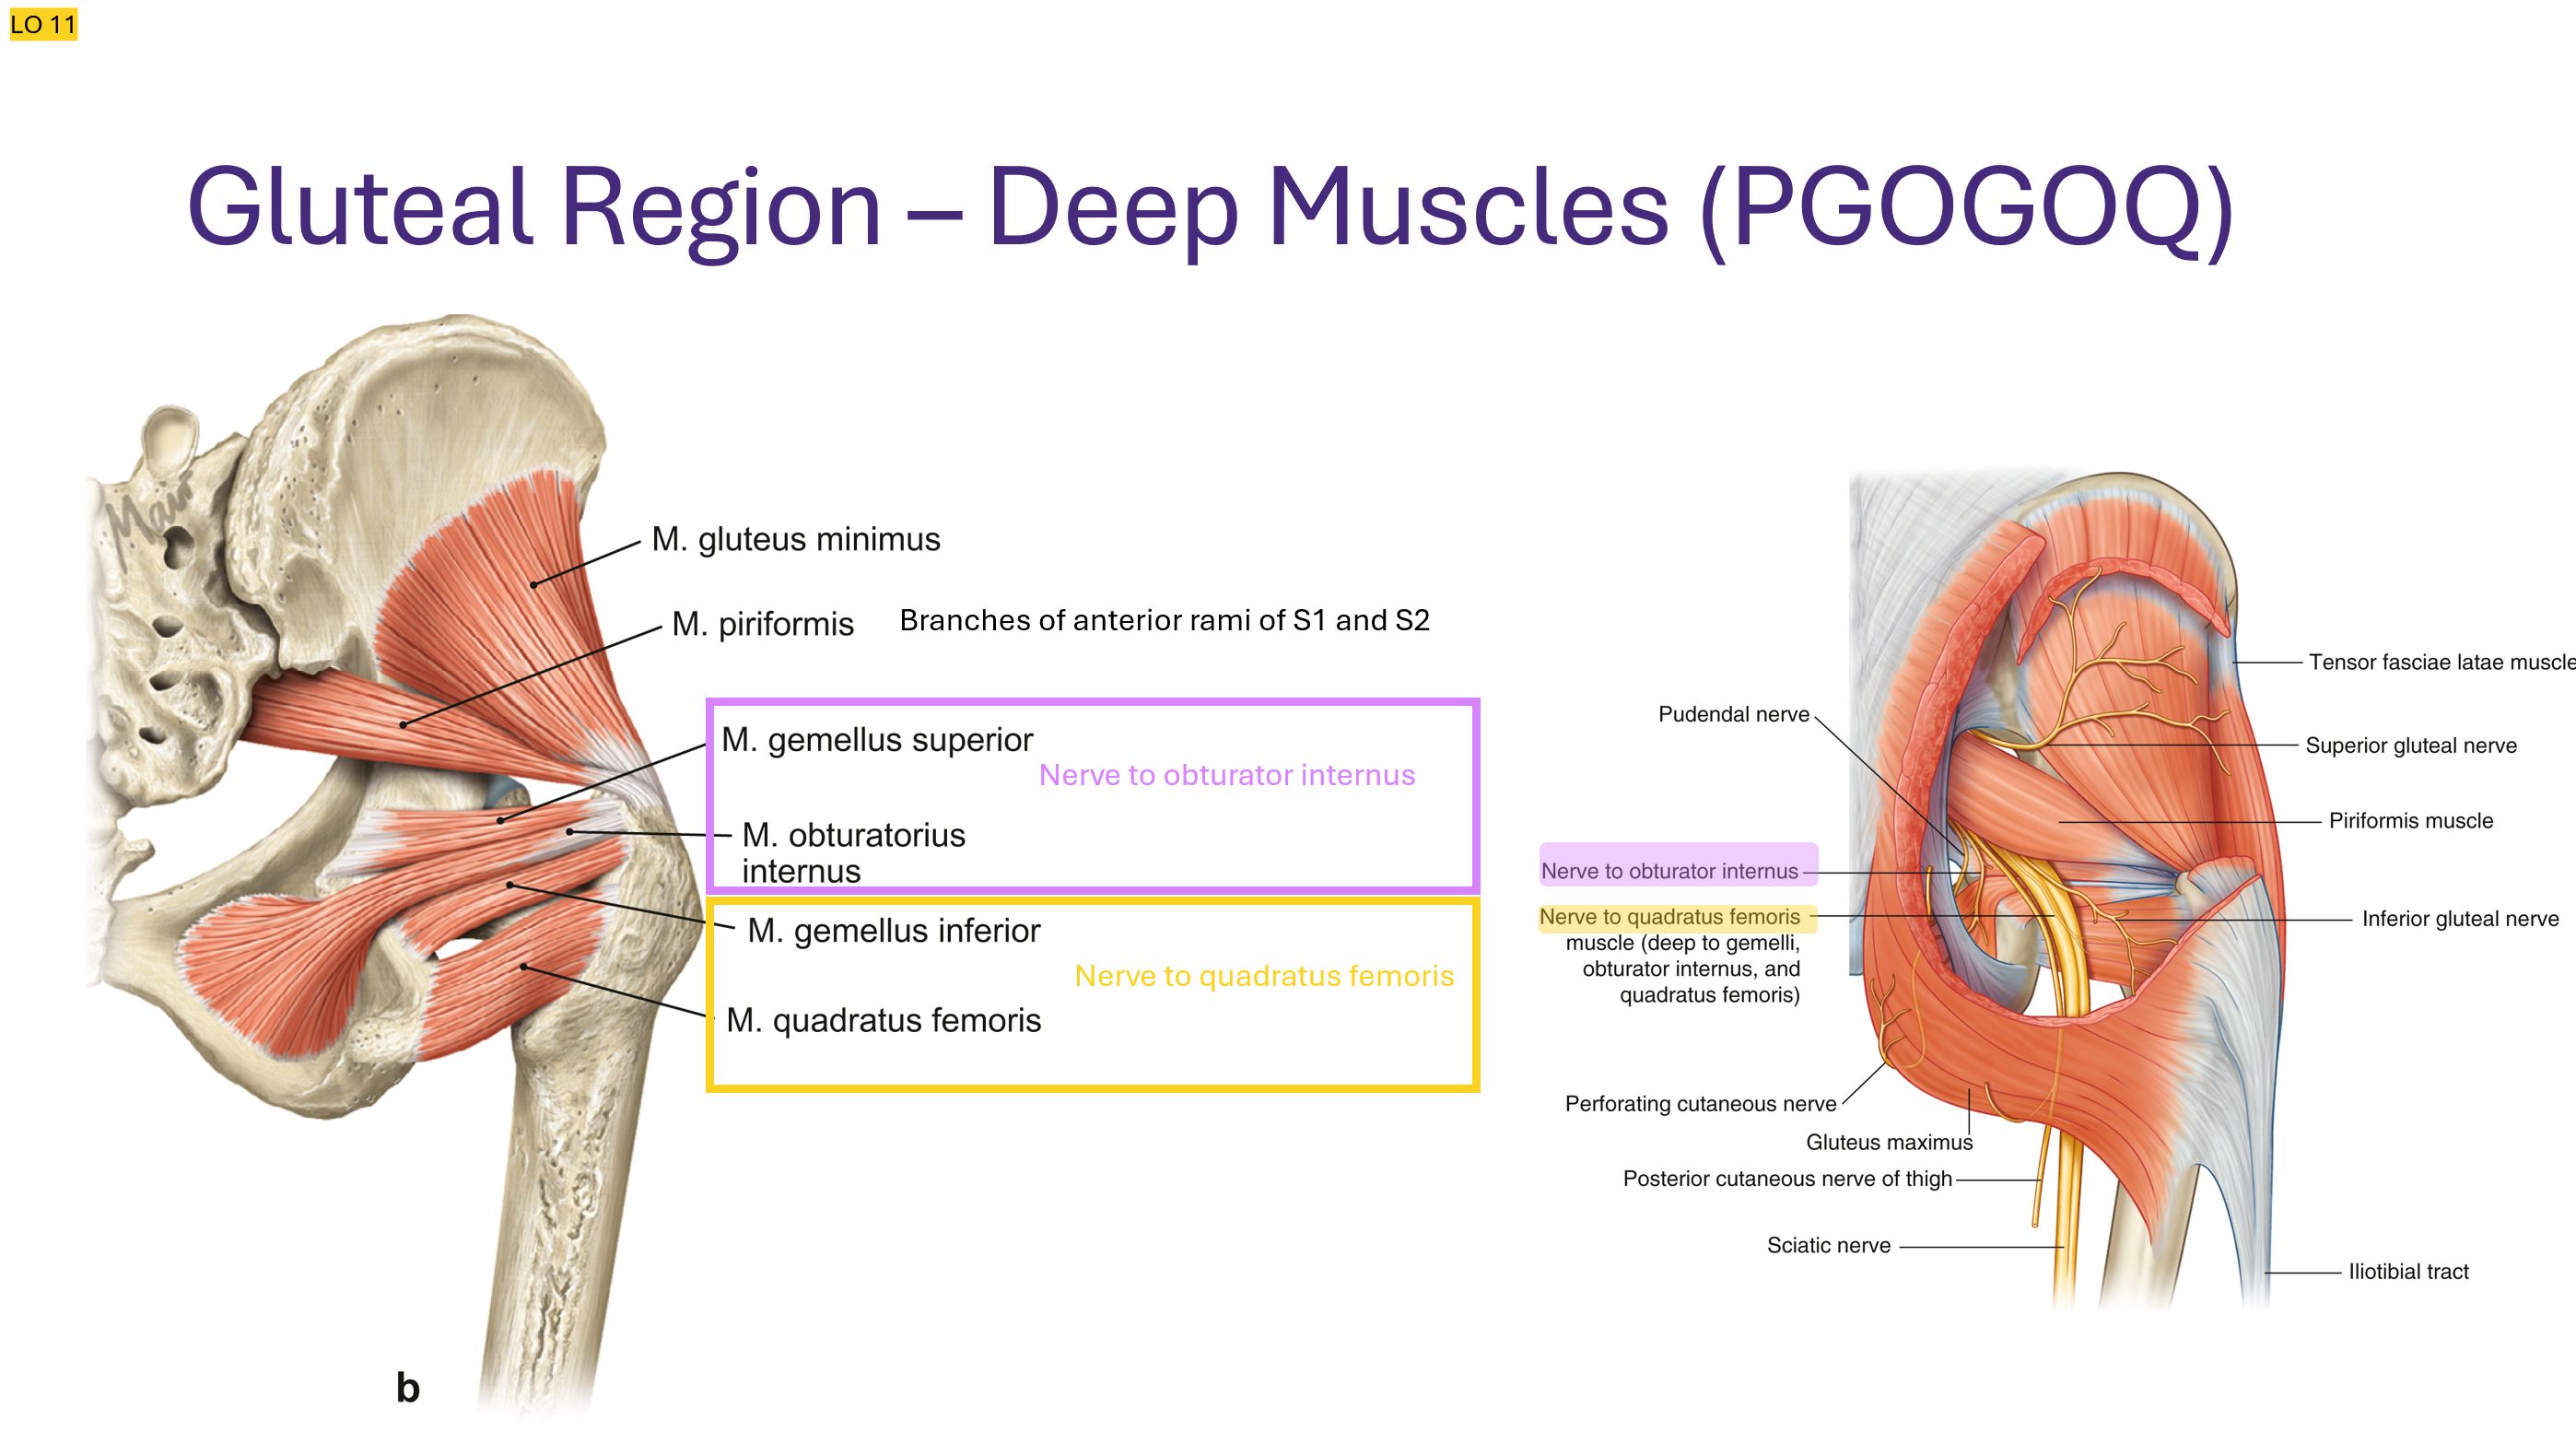 LO 11
Gluteal Region – Deep Muscles (PGOGOQ)
M. gluteus minimus
M. piriformis
Branches of anterior rami of S1 and S2
M. gemellus superior
Nerve to obturator internus
M. obturatorius
internus
M. gemellus inferior
Nerve to quadratus femoris
M. quadratus femoris
b
Tensor fasciae latae muscle
Pudendal nerve
Superior gluteal nerve
Piriformis muscle
Nerve to obturator internus
Nerve to quadratus femoris
muscle (deep to gemelli,
obturator internus, and
quadratus femoris)
Inferior gluteal nerve
Perforating cutaneous nerve
Gluteus maximus
Posterior cutaneous nerve of thigh
Sciatic nerve
Iliotibial tract